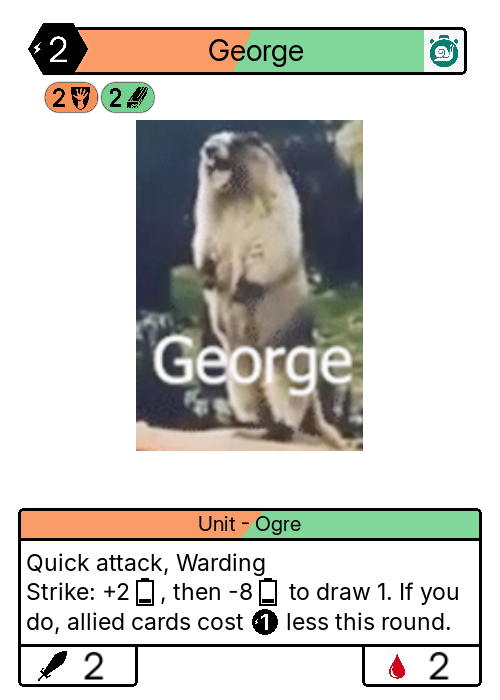 2 George
2 2
George
Unit - Ogre
Quick attack, Warding
Strike: +2 , then -8 to draw 1. If you
do, allied cards cost 1 less this round.
2 2